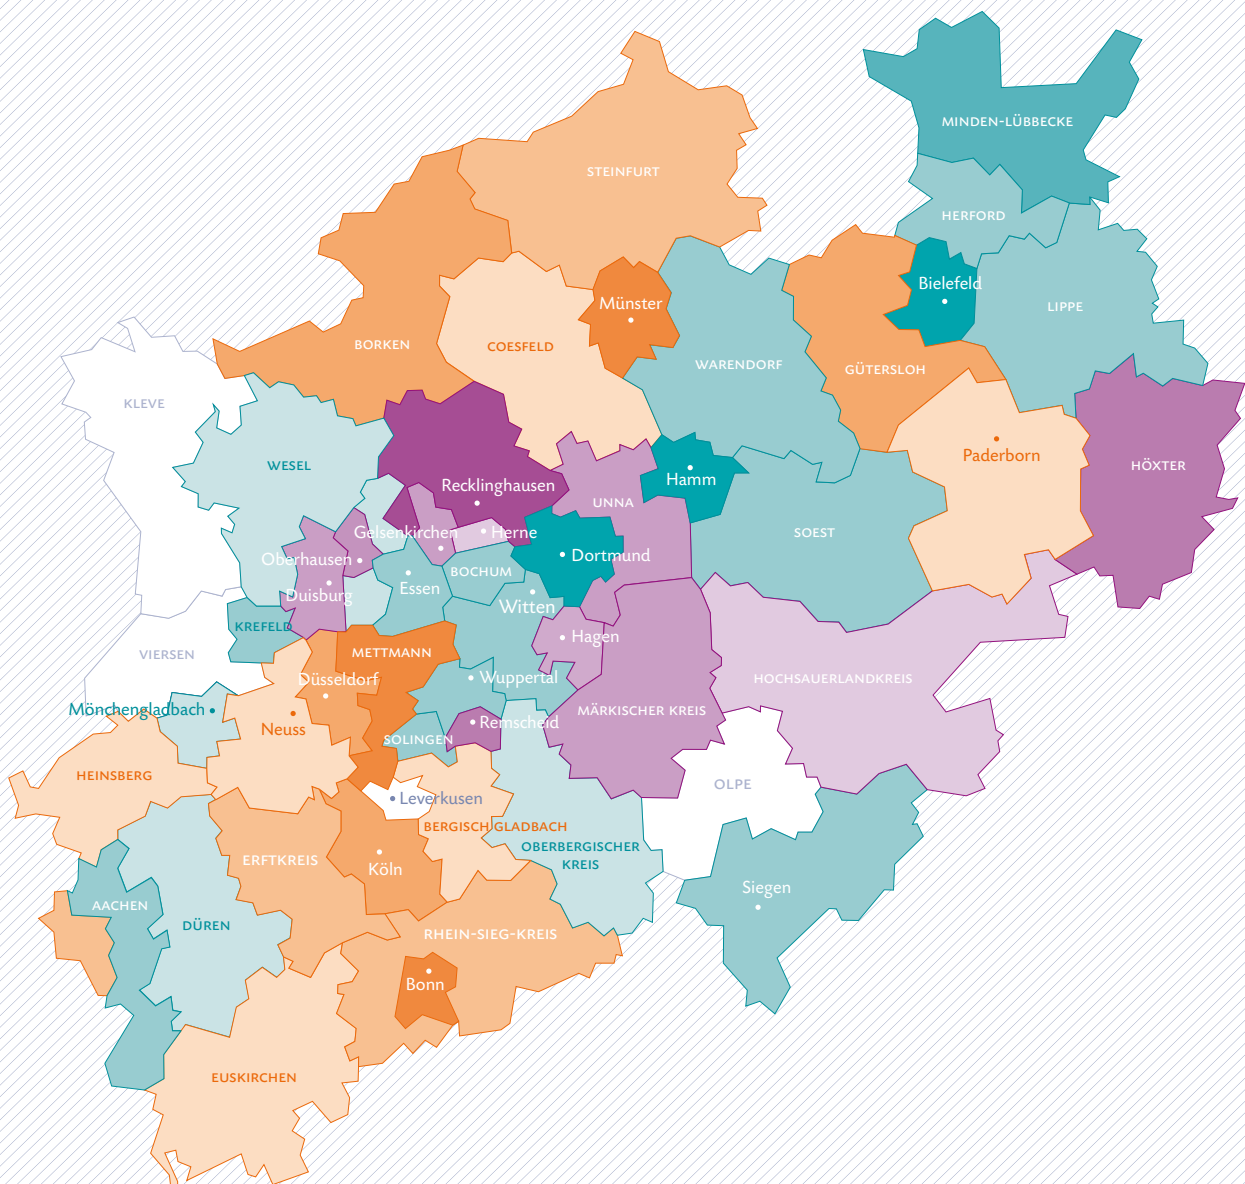 MINDEN-LÜBBECKE
STEINFURT
HERFORD
Bielefeld
LIPPE
Münster
BORKEN
COESFELD
WARENDORF
GÜTERSLOH
KLEVE
Paderborn
WESEL
HÖXTER
Hamm
Recklinghausen
UNNA
Gelsenkirchen
Herne
SOEST
Dortmund
Oberhausen
BOCHUM
Essen
Duisburg
Witten
KREFELD
Hagen
VIERSEN
METTMANN
Düsseldorf
Wuppertal
HOCHSAUERLANDKREIS
Mönchengladbach
MÄRKISCHER KREIS
Neuss
Remscheid
SOLINGEN
HEINSBERG
OLPE
Leverkusen
BERGISCH GLADBACH
OBERBERGISCHER
KREIS
ERFTKREIS
Köln
Siegen
AACHEN
DÜREN
RHEIN-SIEG-KREIS
Bonn
EUSKIRCHEN